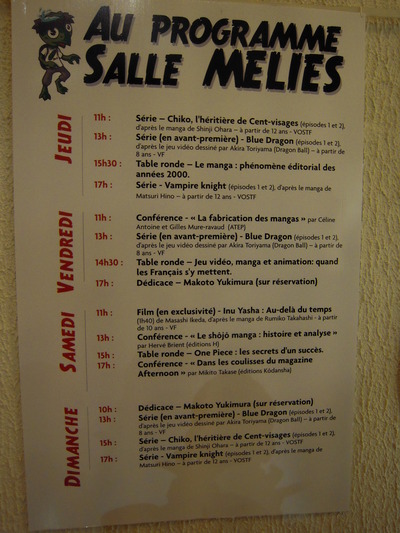 AU PROGRAMME
SALLE MELIES
JEUDI
11h : Série – Chiko, l'héritière de Cent-visages (épisodes 1 et 2),
d'après le manga de Shinji Ohara – à partir de 12 ans - VOSTF
13h : Série (en avant-première) - Blue Dragon (épisodes 1 et 2),
d'après le jeu vidéo dessiné par Akira Toriyama (Dragon Ball) – à partir de
8 ans - VF
15h30 : Table ronde – Le manga : phénomène éditorial des
années 2000.
17h : Série - Vampire knight (épisodes 1 et 2), d'après le manga de
Matsuri Hino – à partir de 12 ans - VOSTF
VENDREDI
11h : Conférence - « La fabrication des mangas » par Céline
Antoine et Gilles Mure-ravaud (ATEP)
13h : Série (en avant-première) - Blue Dragon (épisodes 1 et 2),
d'après le jeu vidéo dessiné par Akira Toriyama (Dragon Ball) – à partir de
8 ans - VF
14h30 : Table ronde – Jeu vidéo, manga et animation: quand
les Français s'y mettent.
17h : Dédicace – Makoto Yukimura (sur réservation)
SAMEDI
11h : Film (en exclusivité) - Inu Yasha : Au-delà du temps
(1h40) de Masashi Ikeda, d'après le manga de Rumiko Takahashi - à partir
de 10 ans - VF
13h : Conférence - « Le shôjô manga : histoire et analyse »
par Hervé Brient (éditions H)
15h : Table ronde – One Piece : les secrets d'un succès.
17h : Conférence - « Dans les coulisses du magazine
Afternoon » par Mikito Takase (éditions Kôdansha)
DIMANCHE
10h : Dédicace – Makoto Yukimura (sur réservation)
13h : Série (en avant-première) - Blue Dragon (épisodes 1 et 2),
d'après le jeu vidéo dessiné par Akira Toriyama (Dragon Ball) – à partir de
8 ans - VF
15h : Série – Chiko, l'héritière de Cent-visages (épisodes 1 et 2),
d'après le manga de Shinji Ohara – à partir de 12 ans - VOSTF
17h : Série - Vampire knight (épisodes 1 et 2), d'après le manga de
Matsuri Hino – à partir de 12 ans - VOSTF